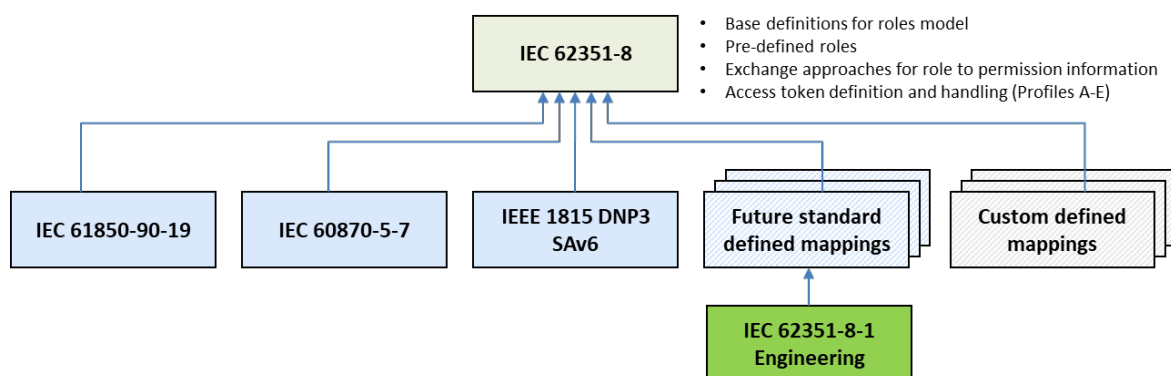 IEC 62351-8
• Base definitions for roles model
• Pre-defined roles
• Exchange approaches for role to permission information
• Access token definition and handling (Profiles A-E)
IEC 61850-90-19
IEC 60870-5-7
IEEE 1815 DNP3
SAv6
Future standard
defined mappings
Custom defined
mappings
IEC 62351-8-1
Engineering